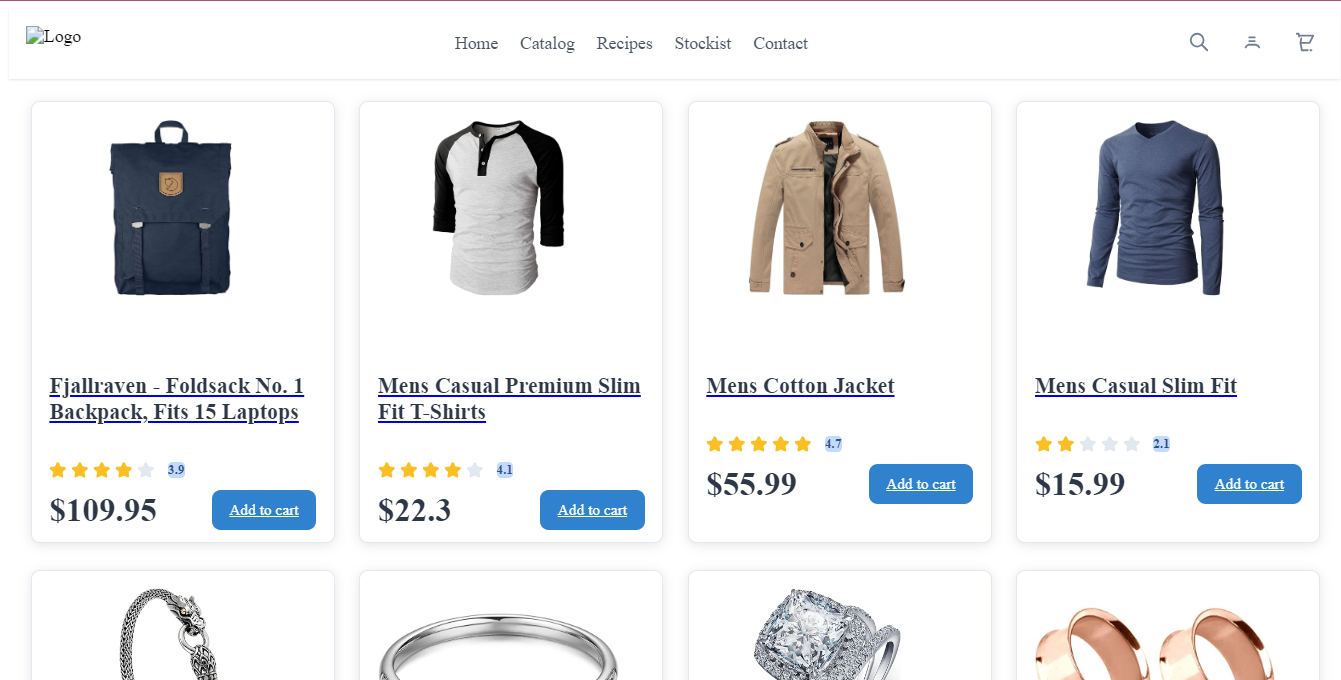 Logo
Home Catalog Recipes Stockist Contact
Fjallraven - Foldsack No. 1
Backpack, Fits 15 Laptops
3.9
$109.95 Add to cart
Mens Casual Premium Slim
Fit T-Shirts
4.1
$22.3 Add to cart
Mens Cotton Jacket
4.7
$55.99 Add to cart
Mens Casual Slim Fit
2.1
$15.99 Add to cart